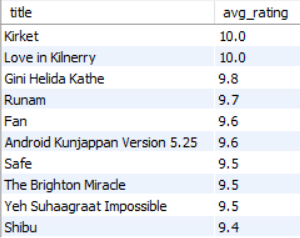 title avg_rating
Kirket 10.0
Love in Kilnerry 10.0
Gini Helida Kathe 9.8
Runam 9.7
Fan 9.6
Android Kunjappan Version 5.25 9.6
Safe 9.5
The Brighton Miracle 9.5
Yeh Suhaagraat Impossible 9.5
Shibu 9.4